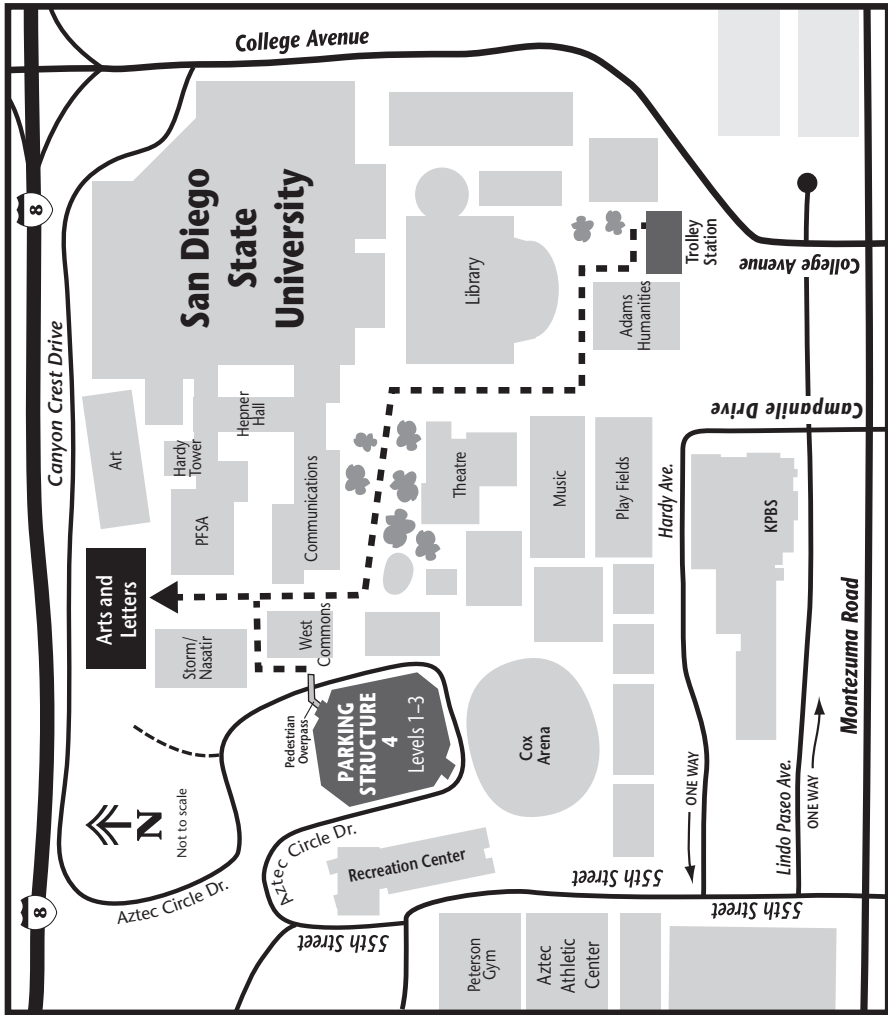 College Avenue
8
San Diego
State
University
Canyon Crest Drive
Library
Trolley
Station
College Avenue
Adams
Humanities
Campanile Drive
Art
Hardy
Tower
Hepner
Hall
PFSA
Communications
Theatre
Music
Play Fields
Hardy Ave.
KPBS
Arts and
Letters
Storm/
Nasatir
West
Commons
Pedestrian
Overpass
PARKING
STRUCTURE
4
Levels 1–3
Cox
Arena
Montezuma Road
ONE WAY
Lindo Paseo Ave.
ONE WAY
N
Not to scale
Aztec Circle Dr.
Aztec Circle Dr.
Recreation Center
55th Street
55th Street
55th Street
8
Peterson
Gym
Aztec
Athletic
Center